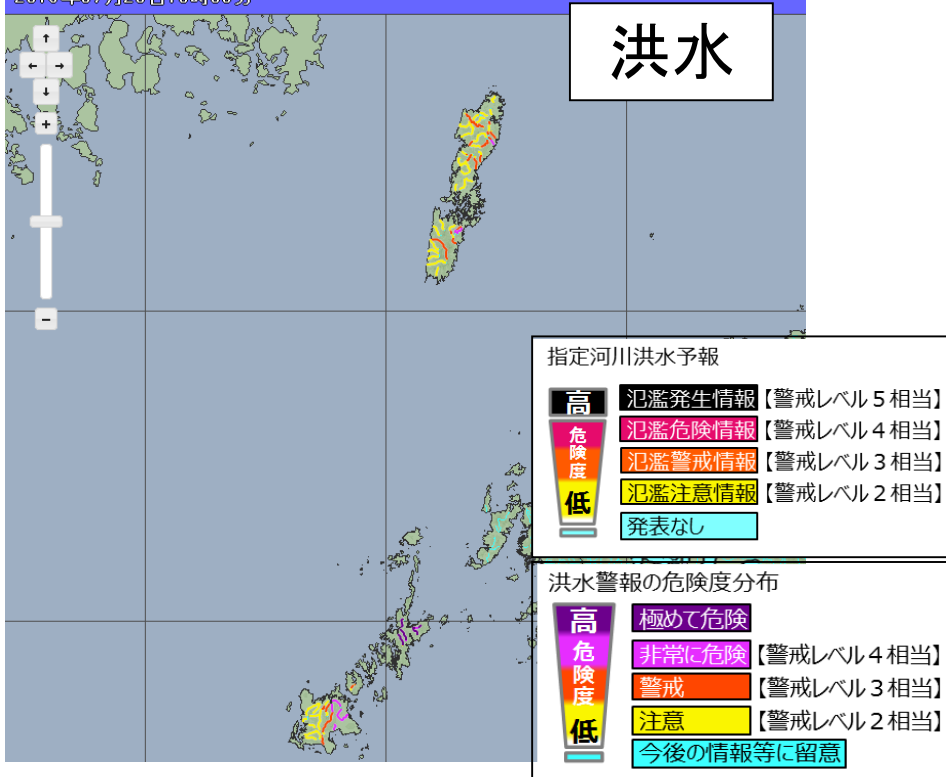 洪水
↑
← →
↓
+
−
指定河川洪水予報
高
危険度
低
氾濫発生情報【警戒レベル５相当】
氾濫危険情報【警戒レベル４相当】
氾濫警戒情報【警戒レベル３相当】
氾濫注意情報【警戒レベル２相当】
発表なし
洪水警報の危険度分布
高
危険度
低
極めて危険
非常に危険【警戒レベル４相当】
警戒【警戒レベル３相当】
注意【警戒レベル２相当】
今後の情報等に留意